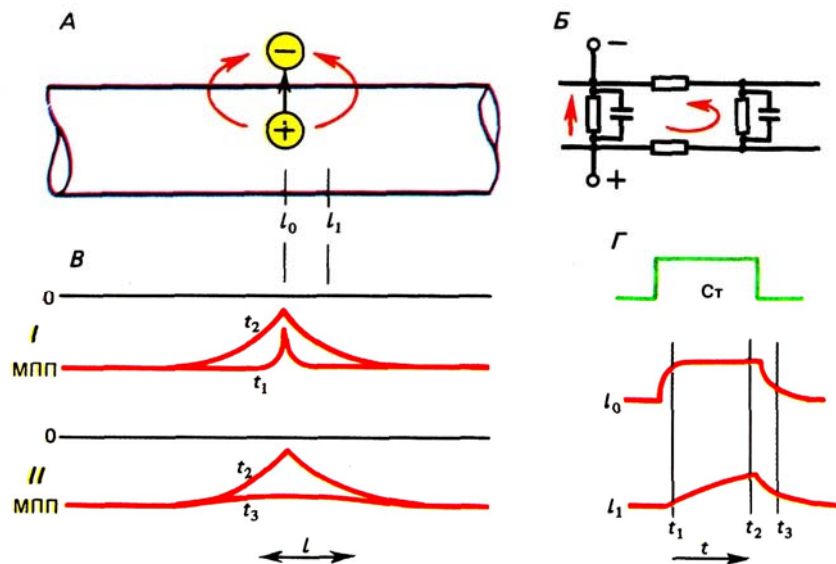 А
−
+
l₀ l₁
Б
−
+
В
0
I
t₂
МПП
t₁
0
II
t₂
МПП
t₃
l
Г
Ст
l₀
l₁
t₁ t₂ t₃
t